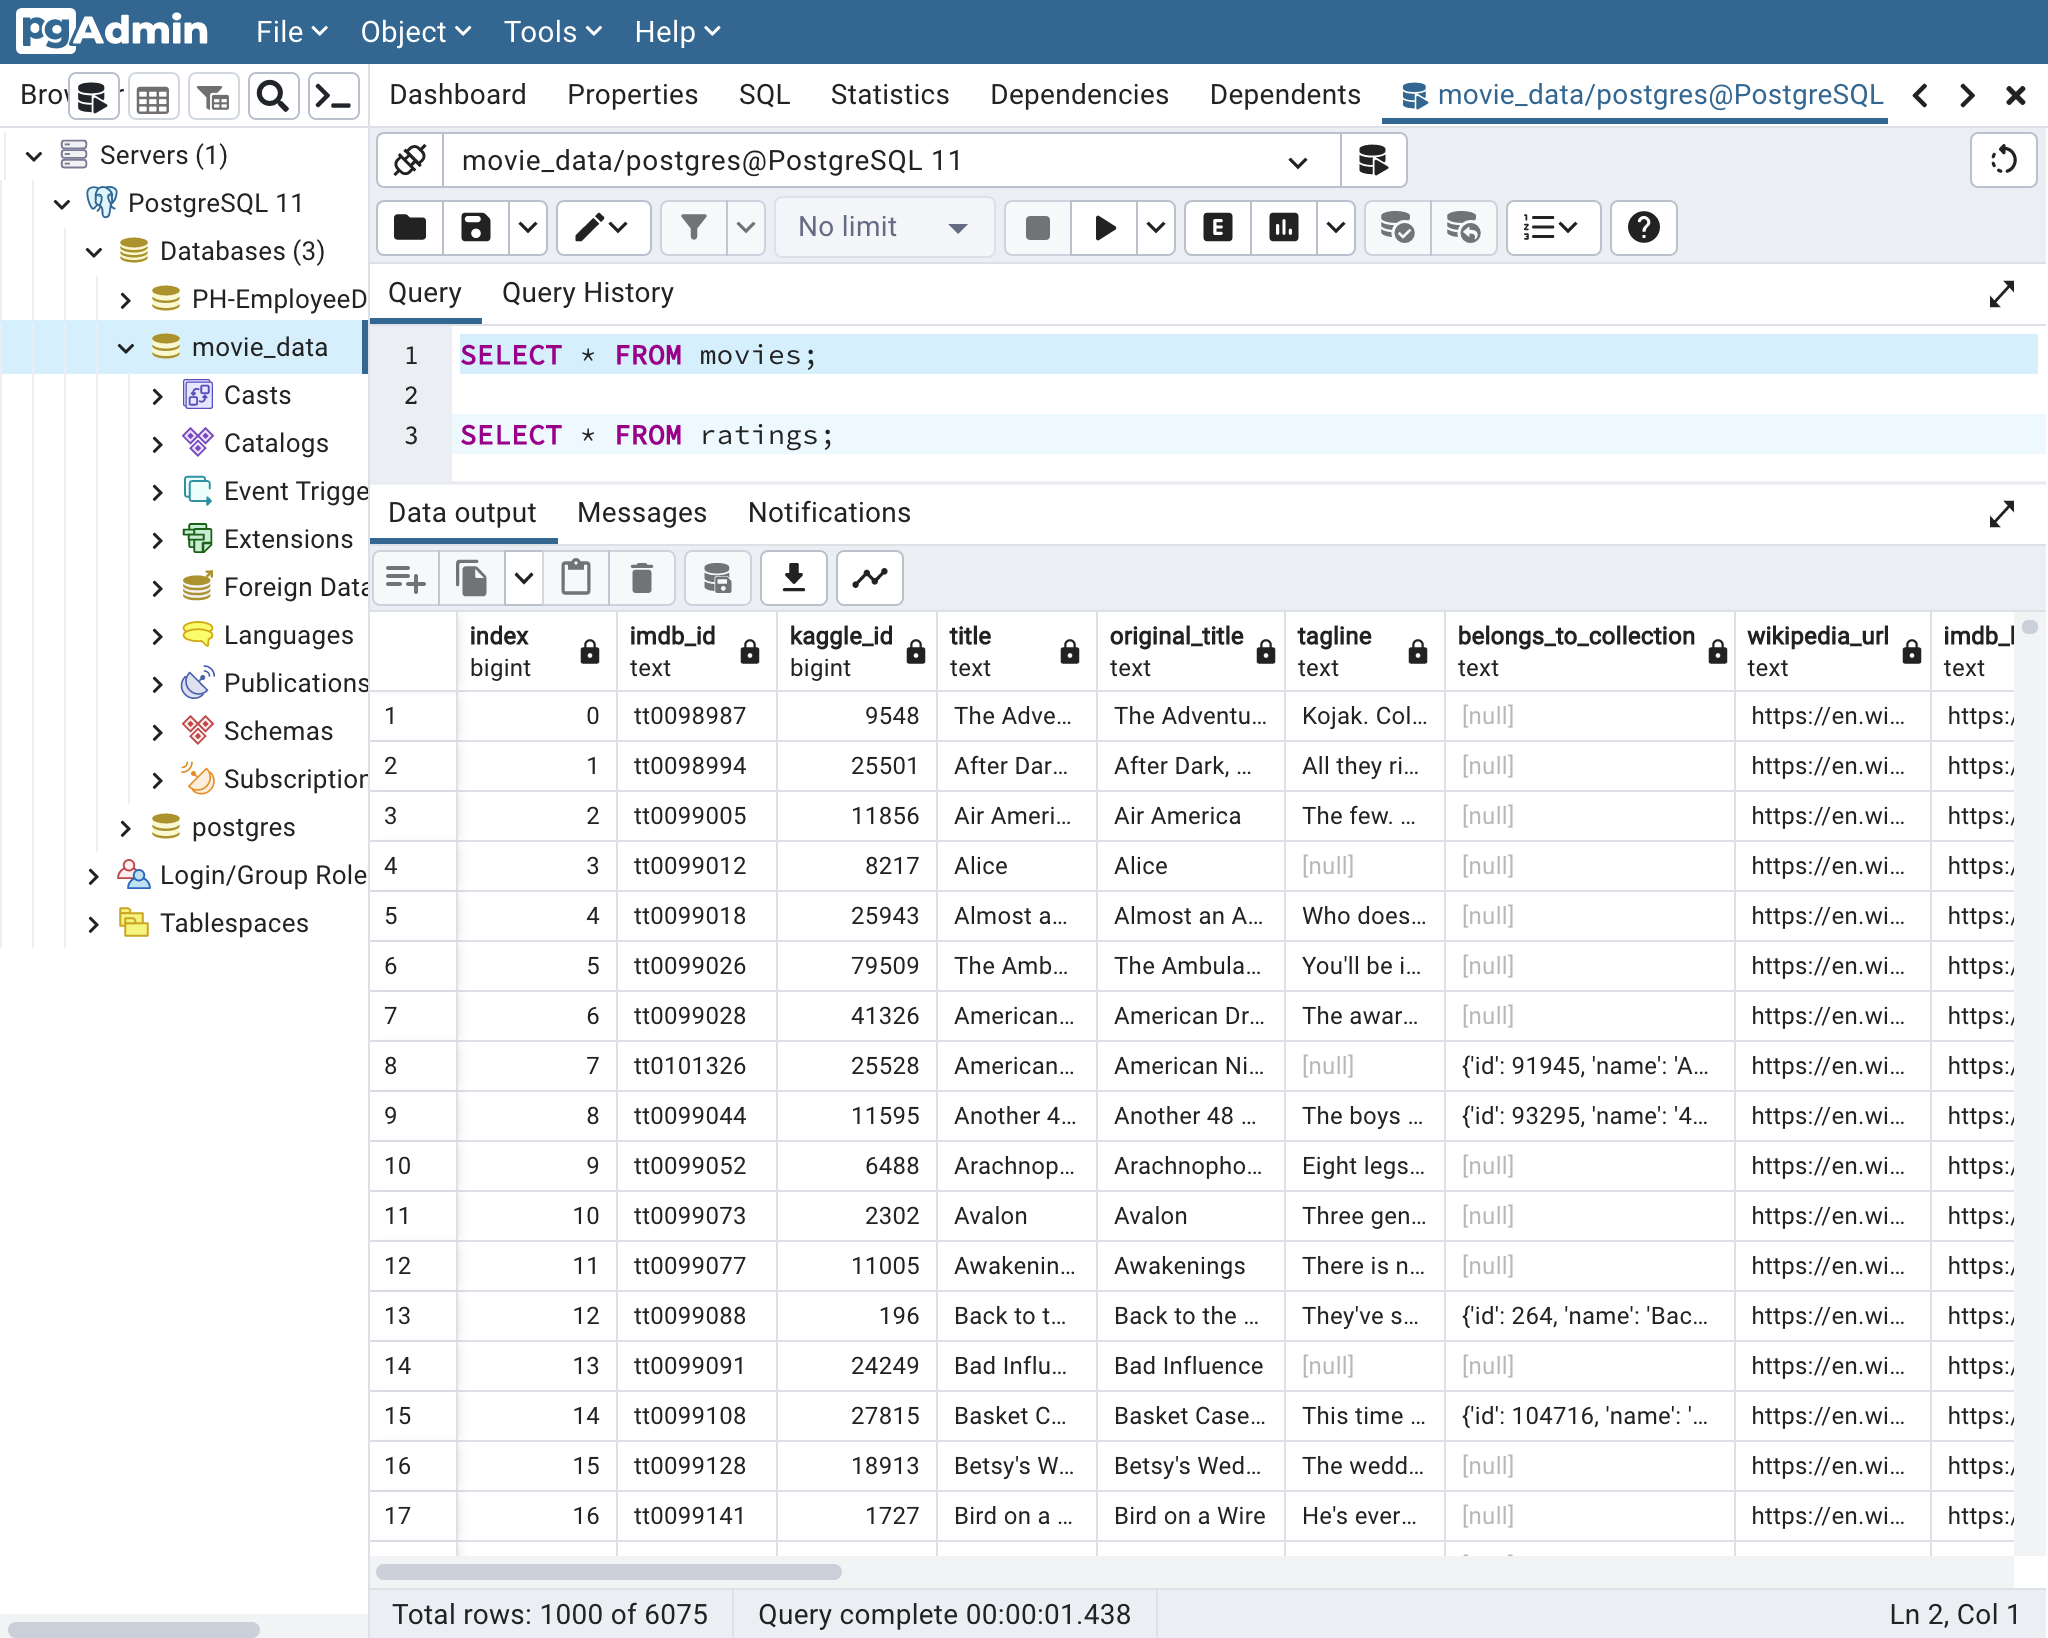 pgAdmin File Object Tools Help
Dashboard Properties SQL Statistics Dependencies Dependents movie_data/postgres@PostgreSQL
Servers (1)
PostgreSQL 11
Databases (3)
PH-EmployeeD
movie_data
Casts
Catalogs
Event Trigge
Extensions
Foreign Data
Languages
Publications
Schemas
Subscription
postgres
Login/Group Role
Tablespaces
movie_data/postgres@PostgreSQL 11
No limit
Query Query History
1 SELECT * FROM movies;
2
3 SELECT * FROM ratings;
Data output Messages Notifications
index imdb_id kaggle_id title original_title tagline belongs_to_collection wikipedia_url imdb_l
bigint text bigint text text text text text text
1 0 tt0098987 9548 The Adve... The Adventu... Kojak. Col... [null] https://en.wi... https:/
2 1 tt0098994 25501 After Dar... After Dark, ... All they ri... [null] https://en.wi... https:/
3 2 tt0099005 11856 Air Ameri... Air America The few. ... [null] https://en.wi... https:/
4 3 tt0099012 8217 Alice Alice [null] [null] https://en.wi... https:/
5 4 tt0099018 25943 Almost a... Almost an A... Who does... [null] https://en.wi... https:/
6 5 tt0099026 79509 The Amb... The Ambula... You'll be i... [null] https://en.wi... https:/
7 6 tt0099028 41326 American... American Dr... The awar... [null] https://en.wi... https:/
8 7 tt0101326 25528 American... American Ni... [null] {'id': 91945, 'name': 'A... https://en.wi... https:/
9 8 tt0099044 11595 Another 4... Another 48 ... The boys ... {'id': 93295, 'name': '4... https://en.wi... https:/
10 9 tt0099052 6488 Arachnop... Arachnopho... Eight legs... [null] https://en.wi... https:/
11 10 tt0099073 2302 Avalon Avalon Three gen... [null] https://en.wi... https:/
12 11 tt0099077 11005 Awakenin... Awakenings There is n... [null] https://en.wi... https:/
13 12 tt0099088 196 Back to t... Back to the ... They've s... {'id': 264, 'name': 'Bac... https://en.wi... https:/
14 13 tt0099091 24249 Bad Influ... Bad Influence [null] [null] https://en.wi... https:/
15 14 tt0099108 27815 Basket C... Basket Case... This time ... {'id': 104716, 'name': '... https://en.wi... https:/
16 15 tt0099128 18913 Betsy's W... Betsy's Wed... The wedd... [null] https://en.wi... https:/
17 16 tt0099141 1727 Bird on a ... Bird on a Wire He's ever... [null] https://en.wi... https:/
Total rows: 1000 of 6075 Query complete 00:00:01.438 Ln 2, Col 1